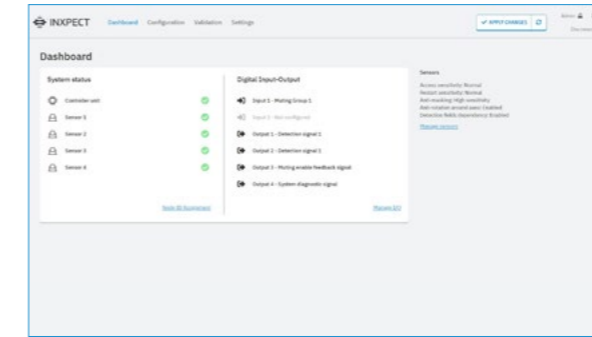 INXPECT Dashboard Configuration Validation Settings
APPLY CHANGES
Admin
Dashboard
System status
Controller unit
Sensor 1
Sensor 2
Sensor 3
Sensor 4
Node ID Assignment
Digital Input-Output
Input 1 - Muting Group 1
Input 2 - Not configured
Output 1 - Detection signal 1
Output 2 - Detection signal 2
Output 3 - Muting enable feedback signal
Output 4 - System diagnostic signal
Manage I/O
Sensors
Access sensitivity: Normal
Restart sensitivity: Normal
Anti-masking: High sensitivity
Anti-rotation around axes: Enabled
Detection fields dependency: Enabled
Manage sensors